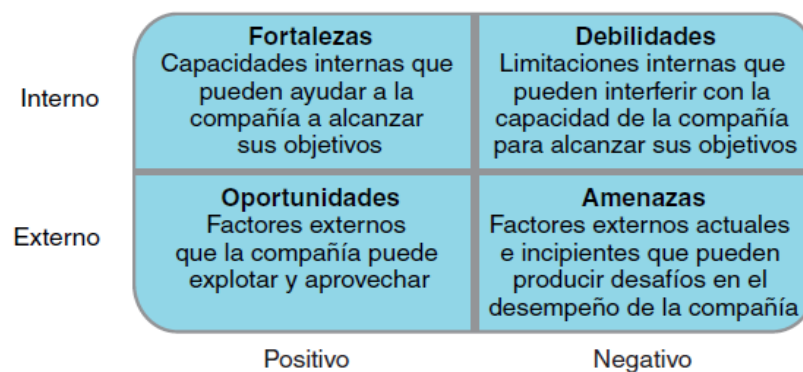 Interno
Fortalezas
Capacidades internas que
pueden ayudar a la
compañía a alcanzar
sus objetivos
Debilidades
Limitaciones internas que
pueden interferir con la
capacidad de la compañía
para alcanzar sus objetivos
Externo
Oportunidades
Factores externos
que la compañía puede
explotar y aprovechar
Amenazas
Factores externos actuales
e incipientes que pueden
producir desafíos en el
desempeño de la compañía
Positivo
Negativo